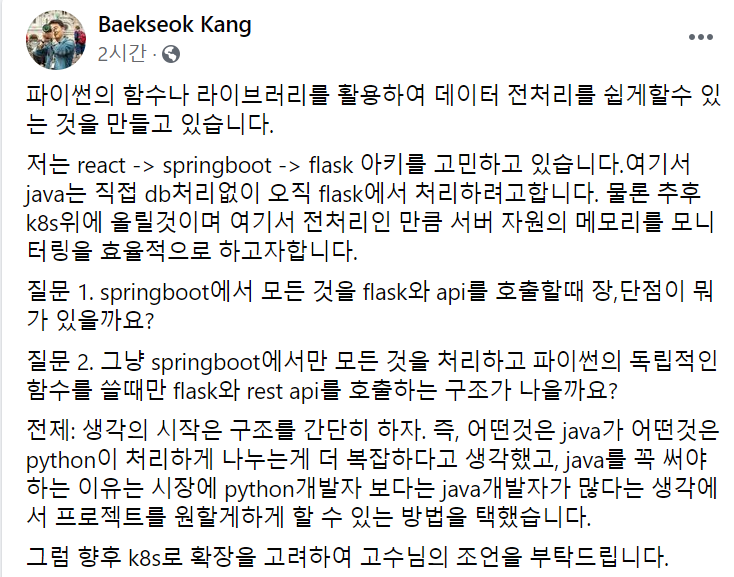 Baekseok Kang
2시간 ·
파이썬의 함수나 라이브러리를 활용하여 데이터 전처리를 쉽게할수 있
는 것을 만들고 있습니다.
저는 react -> springboot -> flask 아키를 고민하고 있습니다.여기서
java는 직접 db처리없이 오직 flask에서 처리하려고합니다. 물론 추후
k8s위에 올릴것이며 여기서 전처리인 만큼 서버 자원의 메모리를 모니
터링을 효율적으로 하고자합니다.
질문 1. springboot에서 모든 것을 flask와 api를 호출할때 장,단점이 뭐
가 있을까요?
질문 2. 그냥 springboot에서만 모든 것을 처리하고 파이썬의 독립적인
함수를 쓸때만 flask와 rest api를 호출하는 구조가 나을까요?
전제: 생각의 시작은 구조를 간단히 하자. 즉, 어떤것은 java가 어떤것은
python이 처리하게 나누는게 더 복잡하다고 생각했고, java를 꼭 써야
하는 이유는 시장에 python개발자 보다는 java개발자가 많다는 생각에
서 프로젝트를 원할게하게 할 수 있는 방법을 택했습니다.
그럼 향후 k8s로 확장을 고려하여 고수님의 조언을 부탁드립니다.